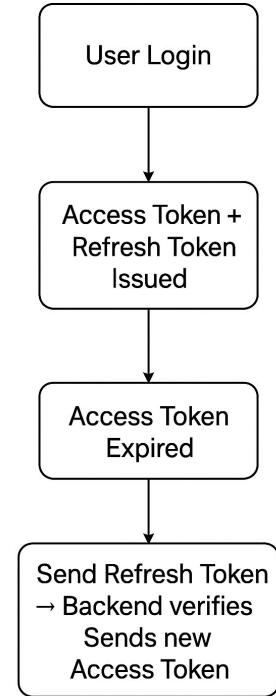 User Login
Access Token +
Refresh Token
Issued
Access Token
Expired
Send Refresh Token
→ Backend verifies
Sends new
Access Token